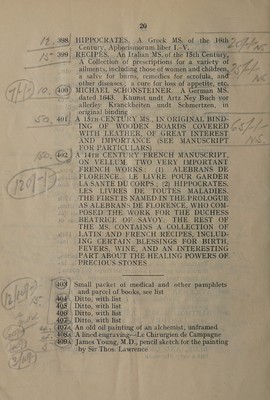 20
12. 398 HIPPOCRATES. A Greek MS. of the 16th
Century, Aphorismorum liber I.-V.
15- 399 RECIPES. An Italian MS. of the 15th Century.
A Collection of prescriptions for a variety of
ailments, including those of women and children,
a salve for burns, remedies for scrofula, and
other diseases; a cure for loss of appetite, etc.
10. 400 MICHAEL SCHONSTEINER. A German MS.
dated 1643. Khunst undt Artz Ney Buch vor
allerley Kranckheiten undt Schmertzen, in
original binding
50. 401 A 15TH CENTURY MS., IN ORIGINAL BIND-
ING OF WOODEN BOARDS COVERED
WITH LEATHER, OF GREAT INTEREST
AND IMPORTANCE (SEE MANUSCRIPT
FOR PARTICULARS)
150. 402 A 14TH CENTURY FRENCH MANUSCRIPT,
ON VELLUM. TWO VERY IMPORTANT
FRENCH WORKS: (1) ALEBRANS DE
FLORENCE. LE LIVRE POUR GARDER
LA SANTE DU CORPS; (2) HIPPOCRATES.
LES LIVRES DE TOUTES MALADIES.
THE FIRST IS NAMED IN THE PROLOGUE
AS ALEBRANS DE FLORENCE, WHO COM-
POSED THE WORK FOR THE DUCHESS
BEATRICE OF SAVOY. THE REST OF
THE MS. CONTAINS A COLLECTION OF
LATIN AND FRENCH RECIPES, INCLUD-
ING CERTAIN BLESSINGS FOR BIRTH,
FEVERS, WINE, AND AN INTERESTING
PART ABOUT THE HEALING POWERS OF
PRECIOUS STONES
403 Small packet of medical and other pamphlets
and parcel of books, see list
404 Ditto, with list
405 Ditto, with list
406 Ditto, with list
407 Ditto, with list
407A An old oil painting of an alchemist, unframed
408A A lined engraving—Le Chirurgien de Campagne
409A James Young, M.D., pencil sketch for the painting
by Sir Thos. Lawrence